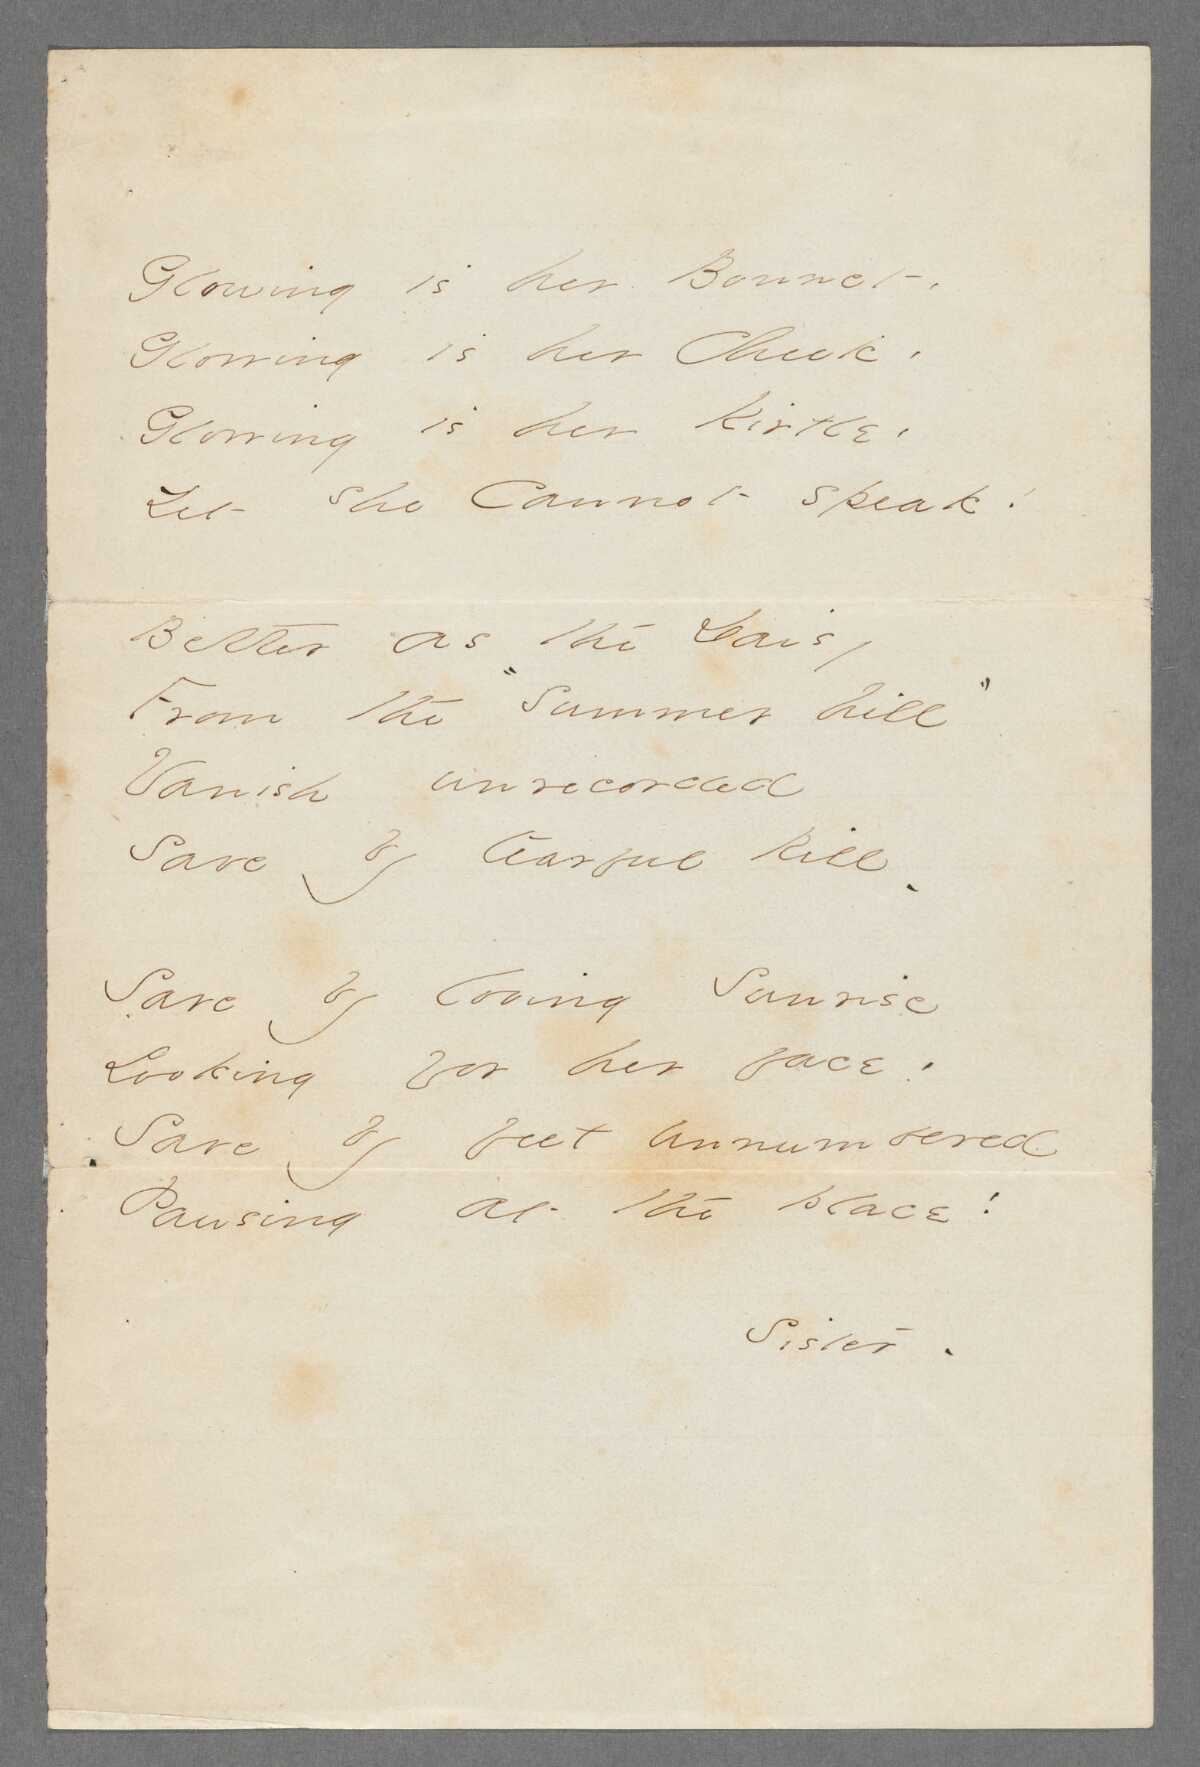 Glowing is her Bonnet.
Glowing is her Cheek.
Glowing is her Kirtle.
Yet she Cannot speak!
Better as the Daisy
From the "Summer hill"
Vanish unrecorded
Save by tearful rill.
Save by loving Sunrise
Looking for her face.
Save by feet unnumbered
Pausing at the place!
Sister.